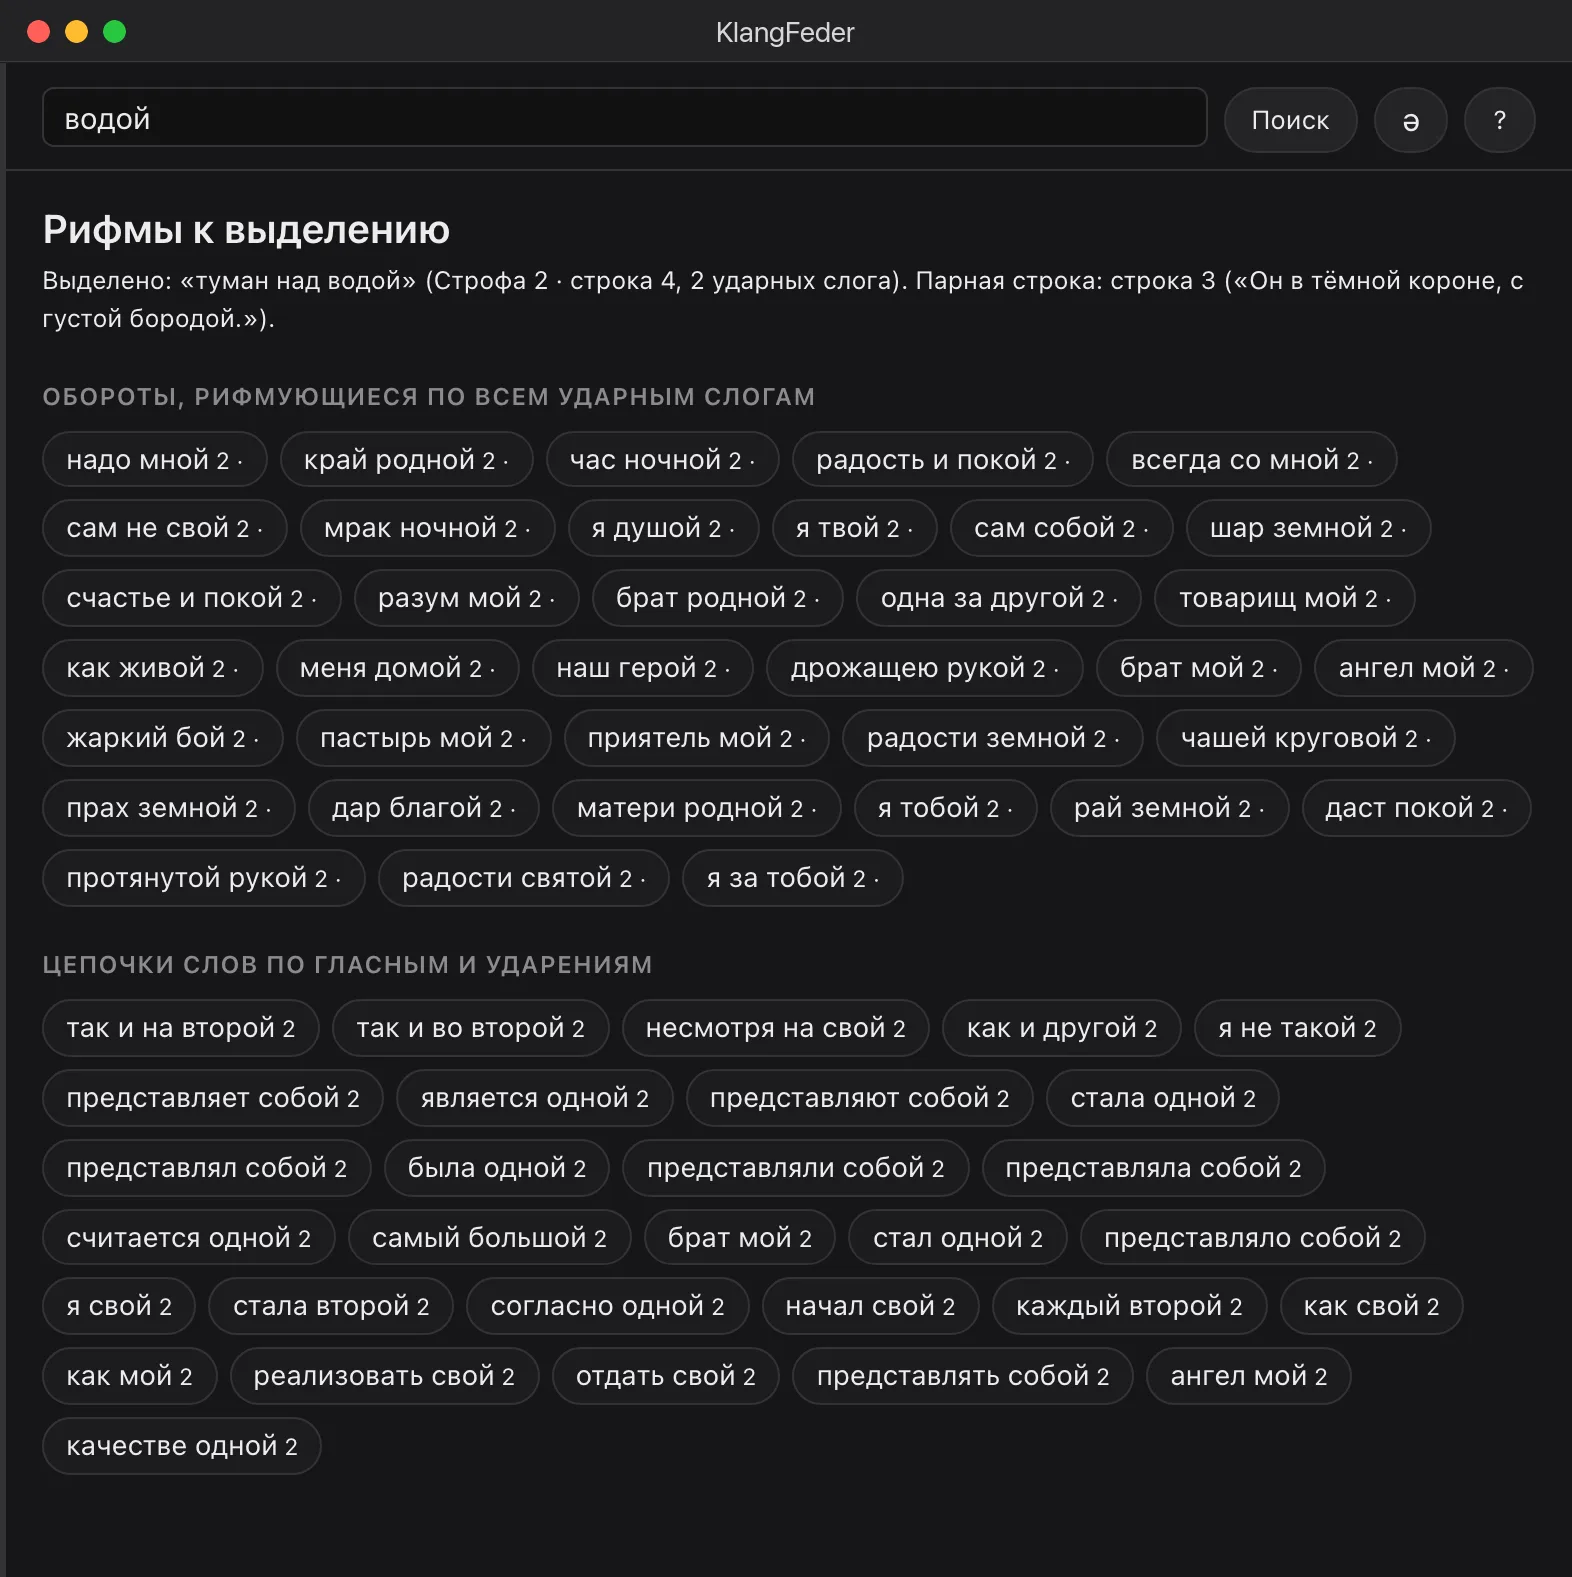 KlangFeder
водой
Поиск ə ?
Рифмы к выделению
Выделено: «туман над водой» (Строфа 2 · строка 4, 2 ударных слога). Парная строка: строка 3 («Он в тёмной короне, с
густой бородой.»).
ОБОРОТЫ, РИФМУЮЩИЕСЯ ПО ВСЕМ УДАРНЫМ СЛОГАМ
надо мной 2 · край родной 2 · час ночной 2 · радость и покой 2 · всегда со мной 2 ·
сам не свой 2 · мрак ночной 2 · я душой 2 · я твой 2 · сам собой 2 · шар земной 2 ·
счастье и покой 2 · разум мой 2 · брат родной 2 · одна за другой 2 · товарищ мой 2 ·
как живой 2 · меня домой 2 · наш герой 2 · дрожащею рукой 2 · брат мой 2 · ангел мой 2 ·
жаркий бой 2 · пастырь мой 2 · приятель мой 2 · радости земной 2 · чашей круговой 2 ·
прах земной 2 · дар благой 2 · матери родной 2 · я тобой 2 · рай земной 2 · даст покой 2 ·
протянутой рукой 2 · радости святой 2 · я за тобой 2 ·
ЦЕПОЧКИ СЛОВ ПО ГЛАСНЫМ И УДАРЕНИЯМ
так и на второй 2 так и во второй 2 несмотря на свой 2 как и другой 2 я не такой 2
представляет собой 2 является одной 2 представляют собой 2 стала одной 2
представлял собой 2 была одной 2 представляли собой 2 представляла собой 2
считается одной 2 самый большой 2 брат мой 2 стал одной 2 представляло собой 2
я свой 2 стала второй 2 согласно одной 2 начал свой 2 каждый второй 2 как свой 2
как мой 2 реализовать свой 2 отдать свой 2 представлять собой 2 ангел мой 2
качестве одной 2